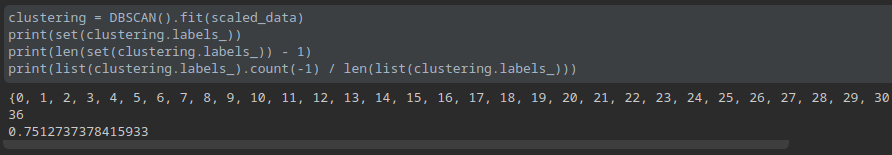 clustering = DBSCAN().fit(scaled_data)
print(set(clustering.labels_))
print(len(set(clustering.labels_)) - 1)
print(list(clustering.labels_).count(-1) / len(list(clustering.labels_)))
{0, 1, 2, 3, 4, 5, 6, 7, 8, 9, 10, 11, 12, 13, 14, 15, 16, 17, 18, 19, 20, 21, 22, 23, 24, 25, 26, 27, 28, 29, 30
36
0.7512737378415933